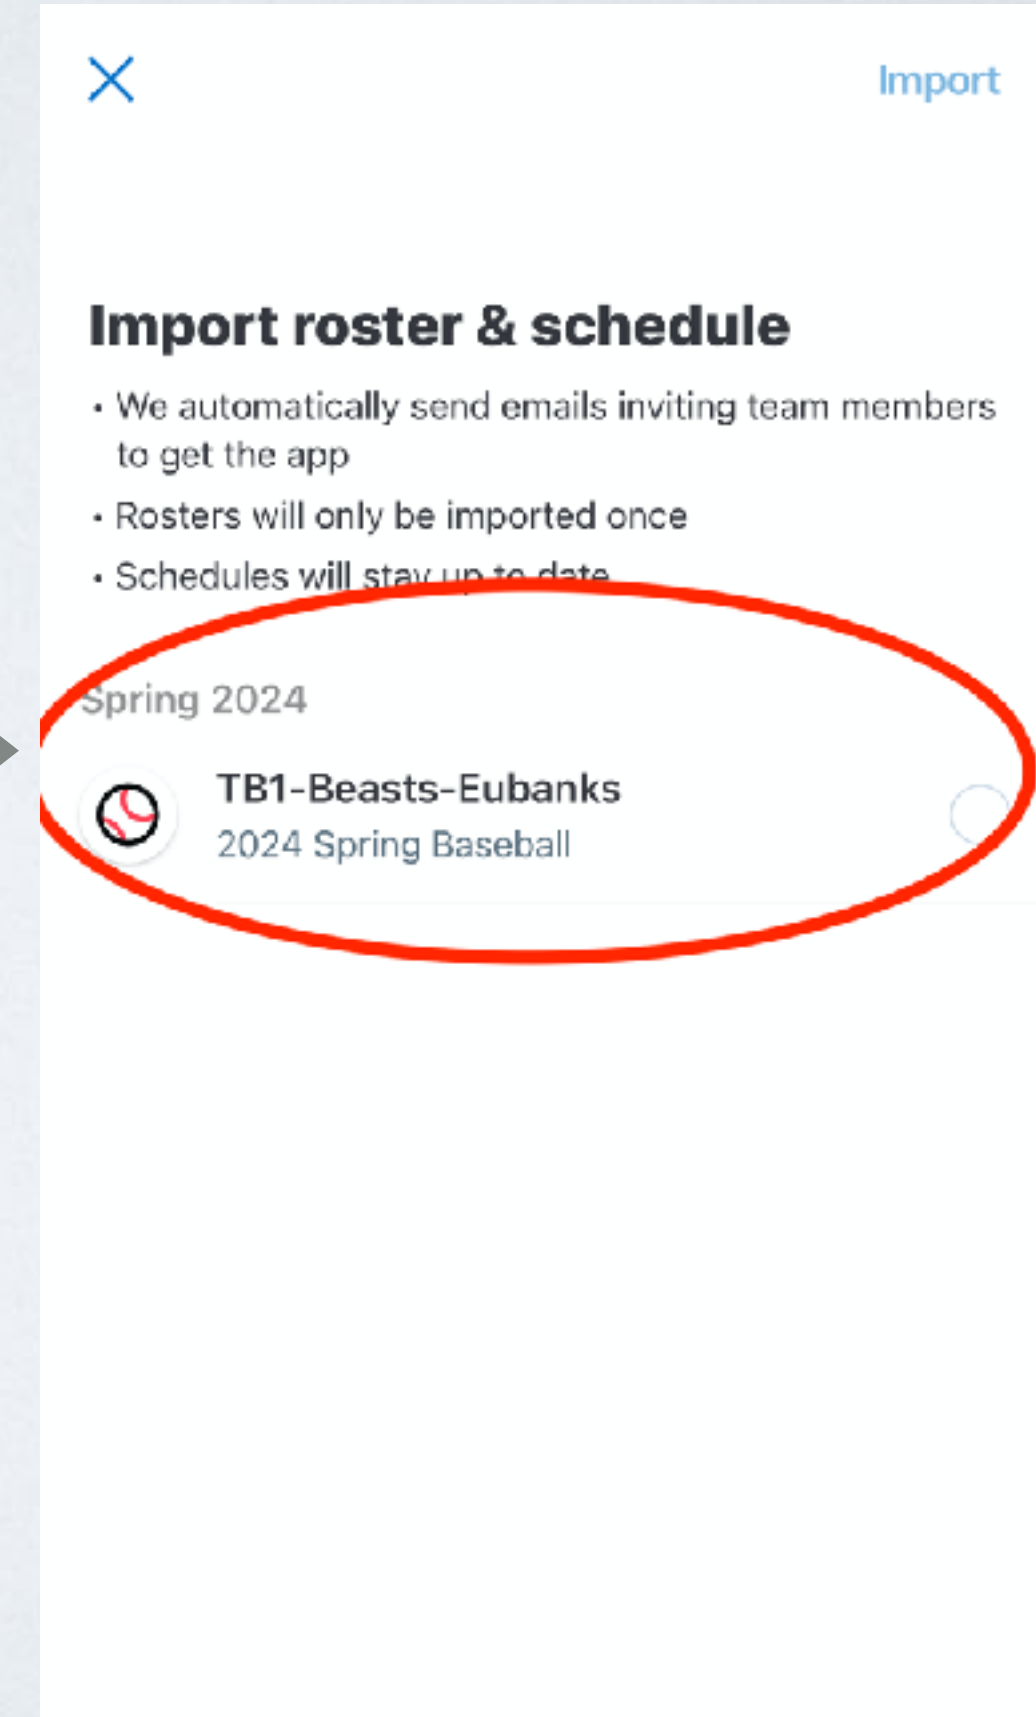 Import
Import roster & schedule
• We automatically send emails inviting team members
to get the app
• Rosters will only be imported once
• Schedules will stay up to date
Spring 2024
TB1-Beasts-Eubanks
2024 Spring Baseball